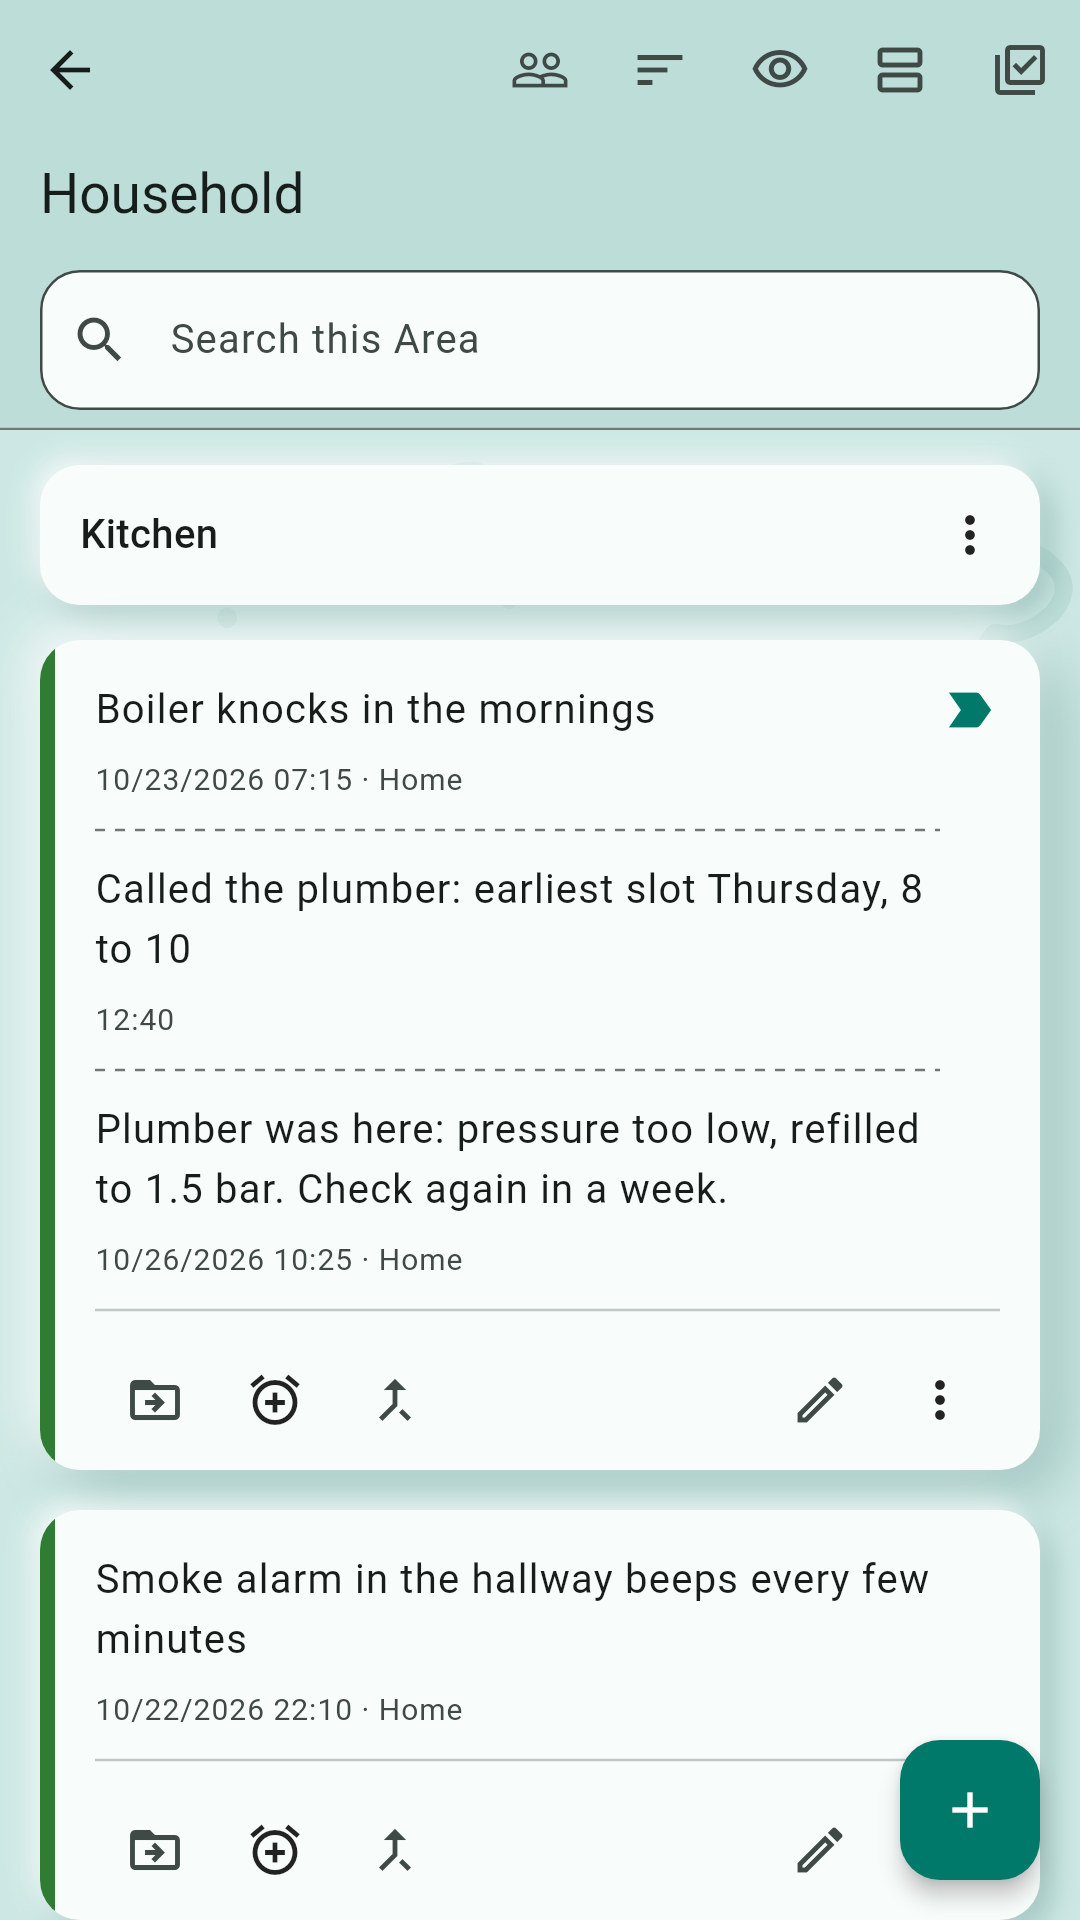 Household
Search this Area
Kitchen
Boiler knocks in the mornings
10/23/2026 07:15 · Home
Called the plumber: earliest slot Thursday, 8
to 10
12:40
Plumber was here: pressure too low, refilled
to 1.5 bar. Check again in a week.
10/26/2026 10:25 · Home
Smoke alarm in the hallway beeps every few
minutes
10/22/2026 22:10 · Home